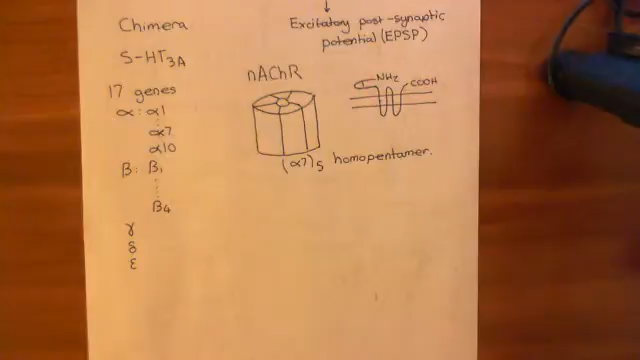 Chimera
5-HT3A
17 genes
α: α1
α7
α10
β: β1
β4
γ
δ
ε
↓
Excitatory post-synaptic
potential (EPSP)
nAChR
NH2
COOH
(α7)5 homopentamer.